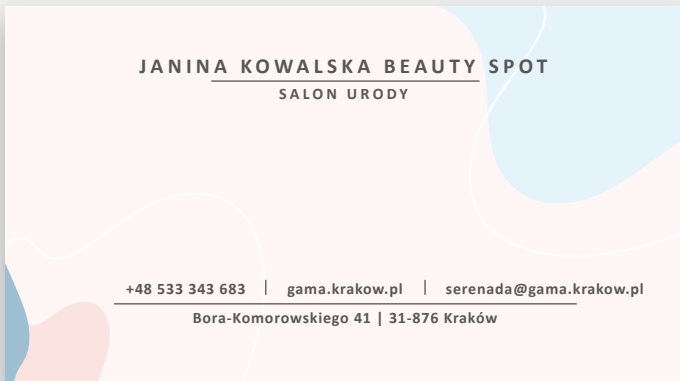 JANINA KOWALSKA BEAUTY SPOT
SALON URODY
+48 533 343 683 | gama.krakow.pl | serenada@gama.krakow.pl
Bora-Komorowskiego 41 | 31-876 Kraków